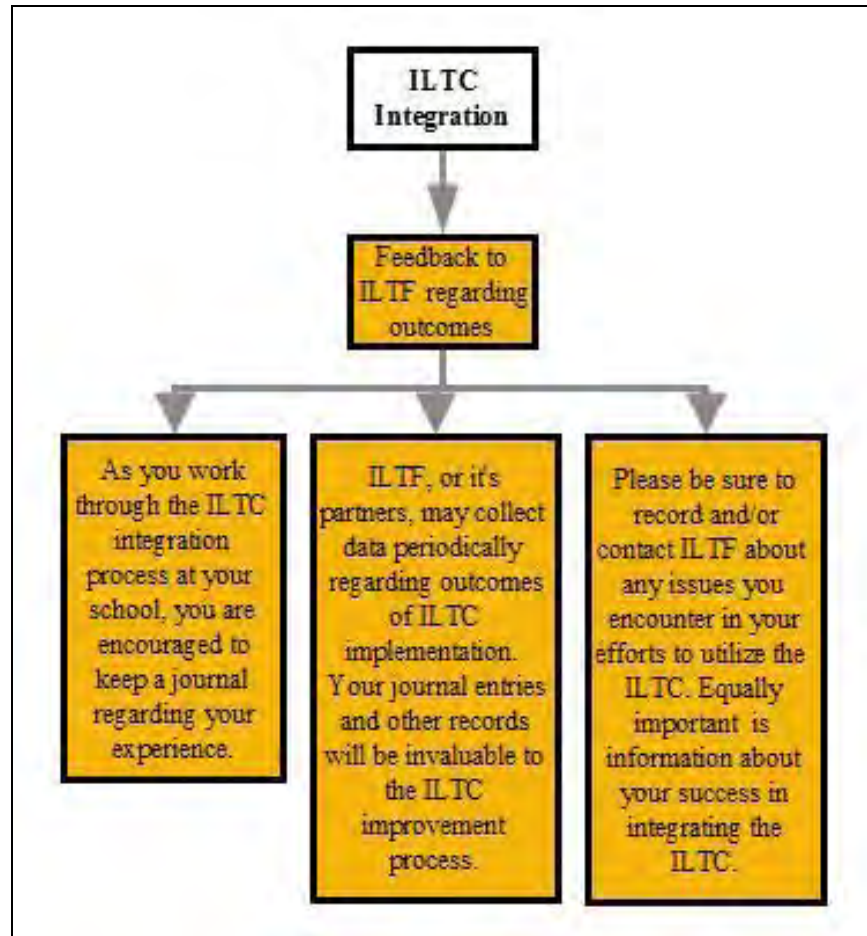 ILTC
Integration
Feedback to
ILTF regarding
outcomes
As you work
through the ILTC
integration
process at your
school, you are
encouraged to
keep a journal
regarding your
experience.
ILTF, or it's
partners, may collect
data periodically
regarding outcomes
of ILTC
implementation.
Your journal entries
and other records
will be invaluable to
the ILTC
improvement
process.
Please be sure to
record and/or
contact ILTF about
any issues you
encounter in your
efforts to utilize the
ILTC. Equally
important is
information about
your success in
integrating the
ILTC.